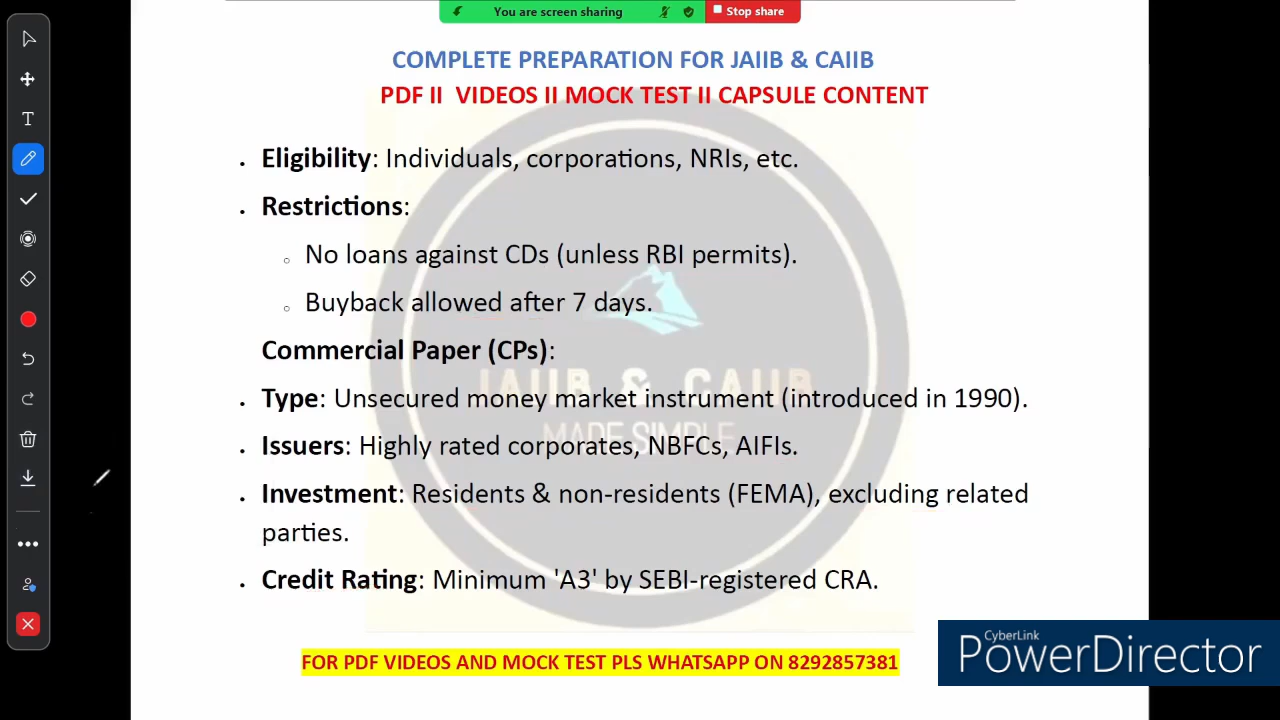 You are screen sharing
Stop share
COMPLETE PREPARATION FOR JAIIB & CAIIB
PDF II VIDEOS II MOCK TEST II CAPSULE CONTENT
• Eligibility: Individuals, corporations, NRIs, etc.
• Restrictions:
○ No loans against CDs (unless RBI permits).
○ Buyback allowed after 7 days.
Commercial Paper (CPs):
• Type: Unsecured money market instrument (introduced in 1990).
• Issuers: Highly rated corporates, NBFCs, AIFIs.
• Investment: Residents & non-residents (FEMA), excluding related
parties.
• Credit Rating: Minimum 'A3' by SEBI-registered CRA.
JAIIB & CAIIB
MADE SIMPLE
FOR PDF VIDEOS AND MOCK TEST PLS WHATSAPP ON 8292857381
CyberLink
PowerDirector
T